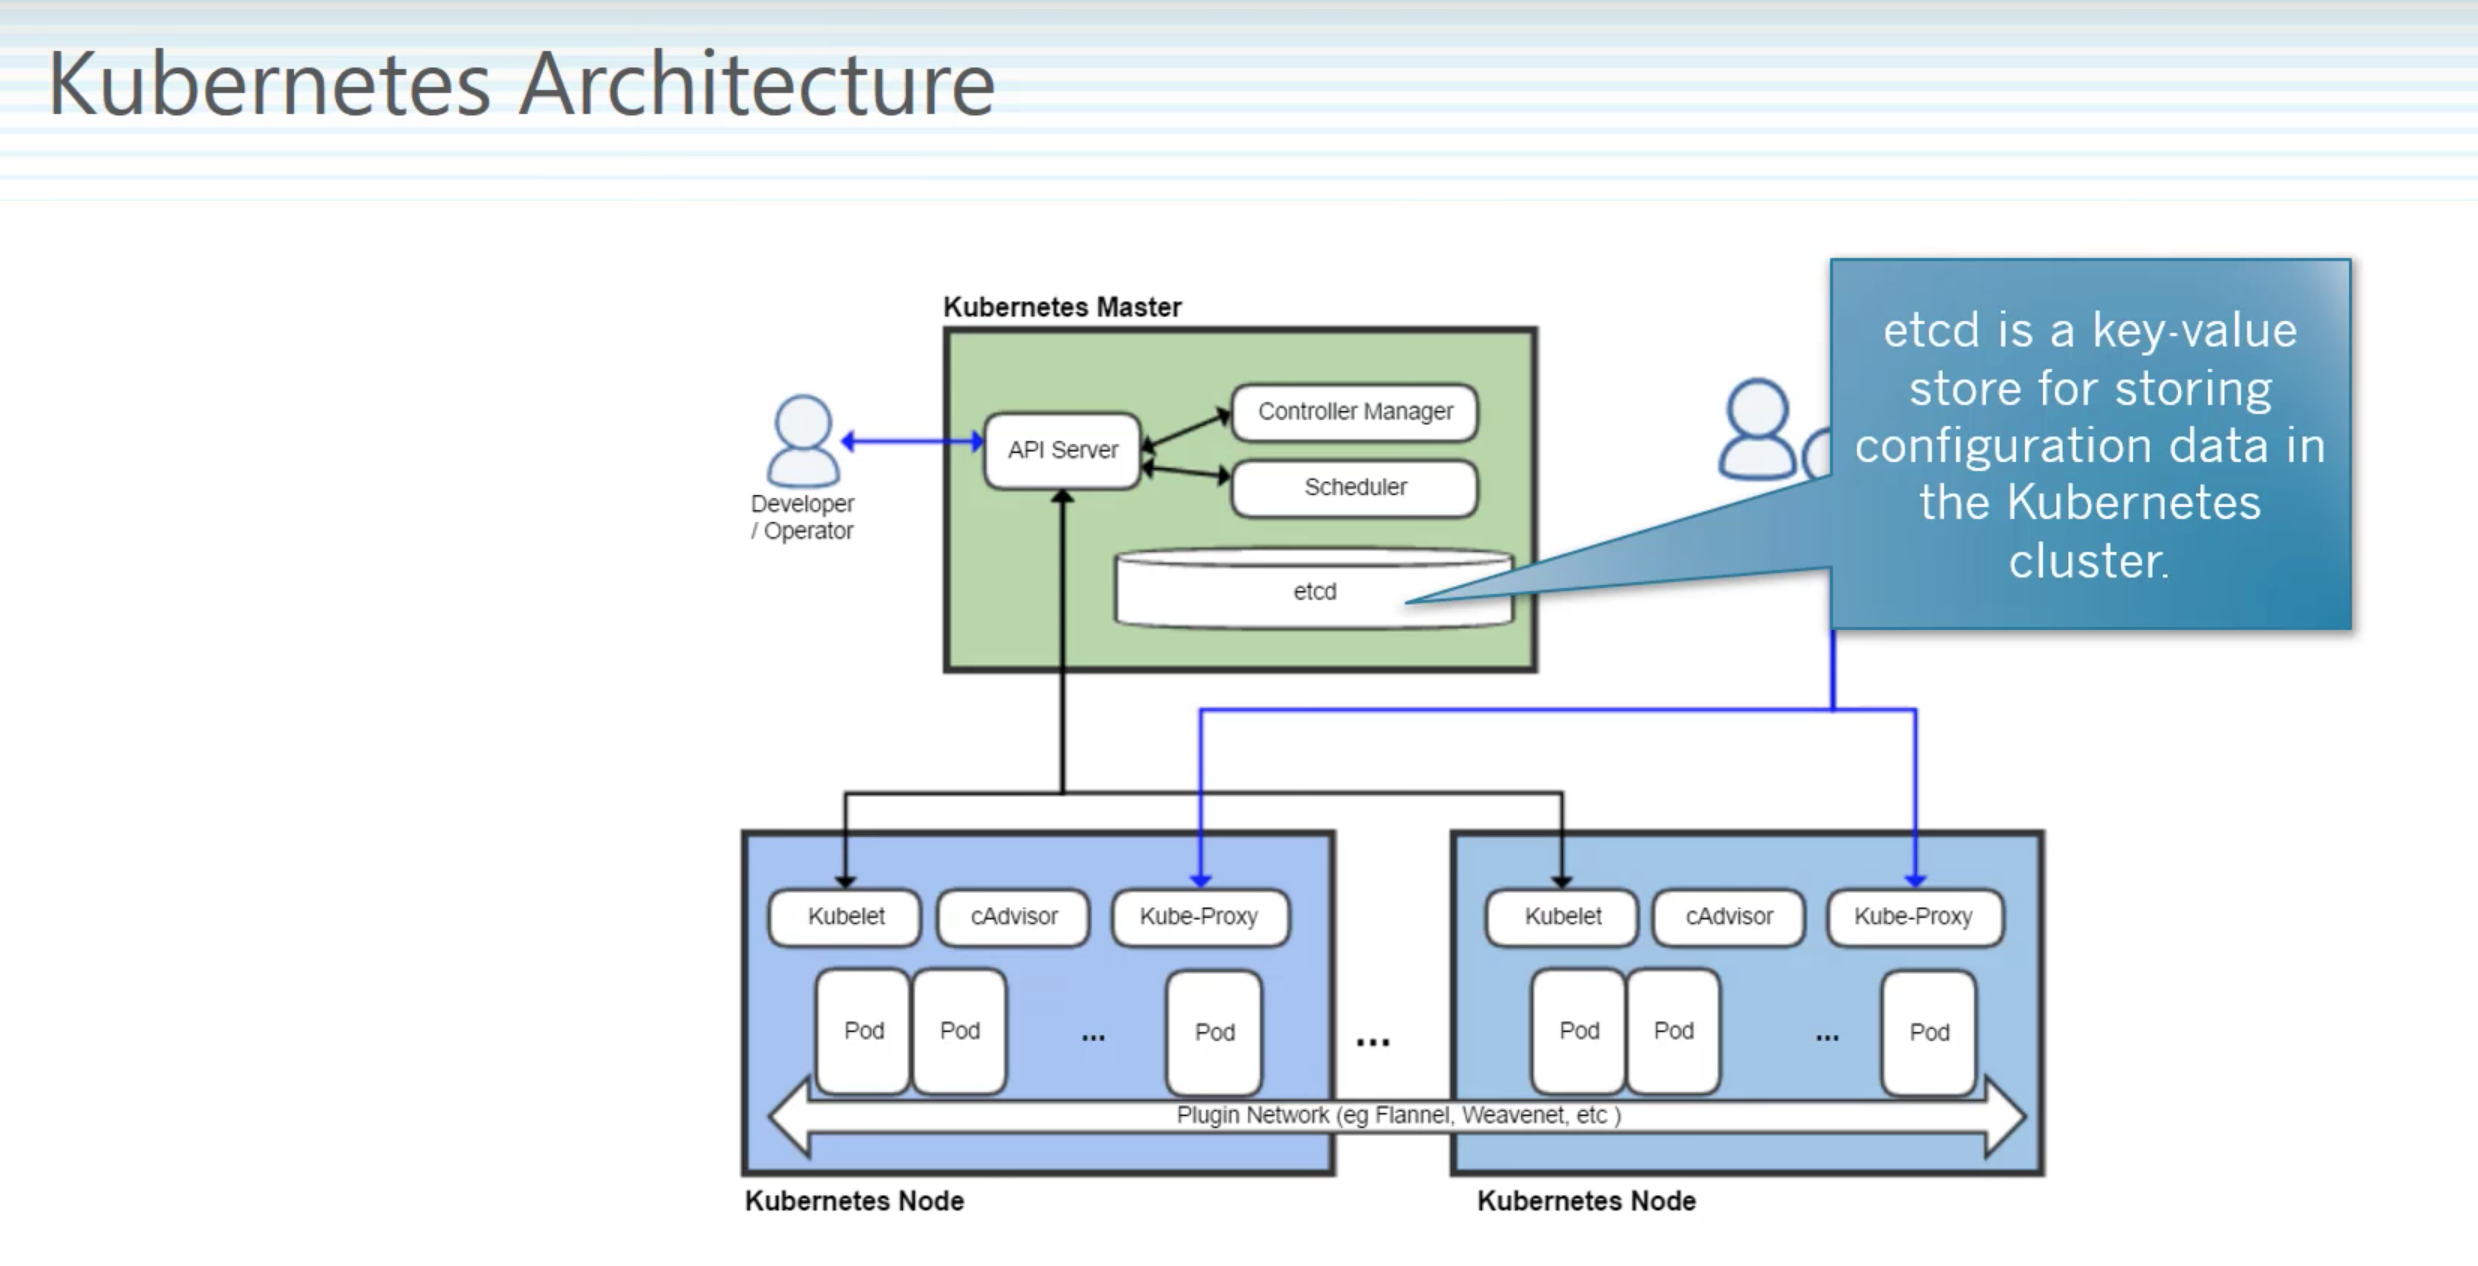 Kubernetes Architecture
Kubernetes Master
etcd is a key-value
store for storing
configuration data in
the Kubernetes
cluster.
Controller Manager
API Server
Scheduler
Developer
/ Operator
etcd
Kubelet
cAdvisor
Kube-Proxy
Kubelet
cAdvisor
Kube-Proxy
Pod
Pod
...
Pod
...
Pod
Pod
...
Pod
Plugin Network (eg Flannel, Weavenet, etc )
Kubernetes Node
Kubernetes Node